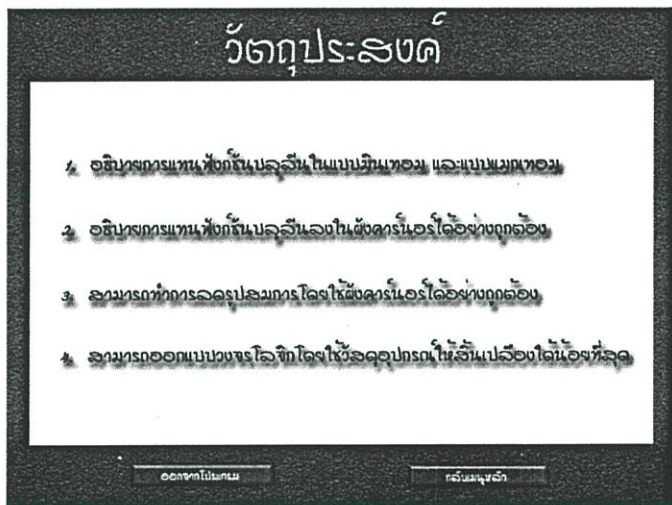 วัตถุประสงค์
1. อธิบายการแทนฟังก์ชันบลูลีนในแบบมินเทอม และแบบแมกเทอม
2. อธิบายการแทนฟังก์ชันบลูลีนลงในผังคาร์นอร์ได้อย่างถูกต้อง
3. สามารถทำการลดรูปสมการโดยใช้ผังคาร์นอร์ได้อย่างถูกต้อง
4. สามารถออกแบบวงจรโลจิกโดยใช้วัสดุอุปกรณ์ให้สิ้นเปลืองได้น้อยที่สุด
ออกจากโปรแกรม
กลับเมนูหลัก